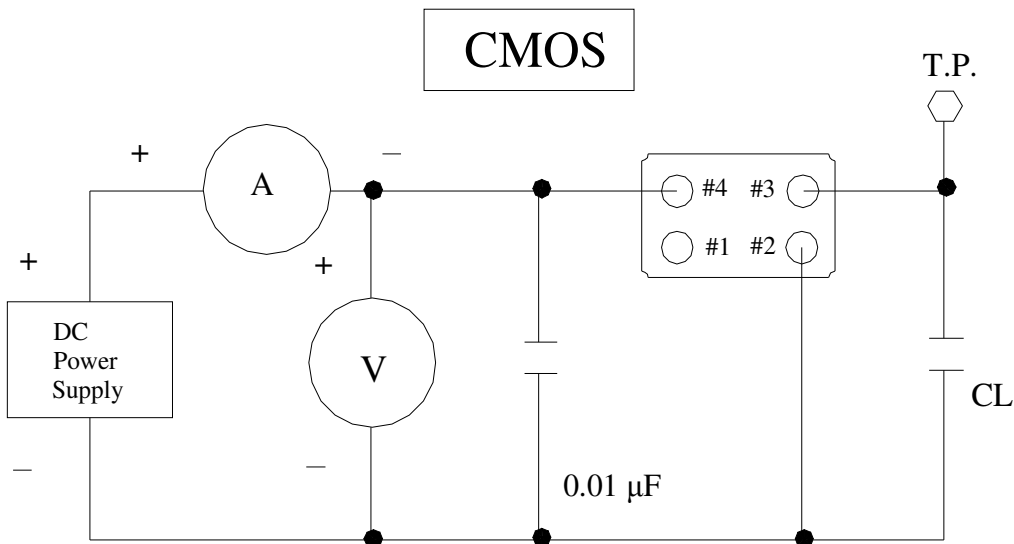 CMOS
T.P.
+
–
A
#4 #3
+
+
#1 #2
DC
Power
Supply
V
CL
–
–
0.01 µF